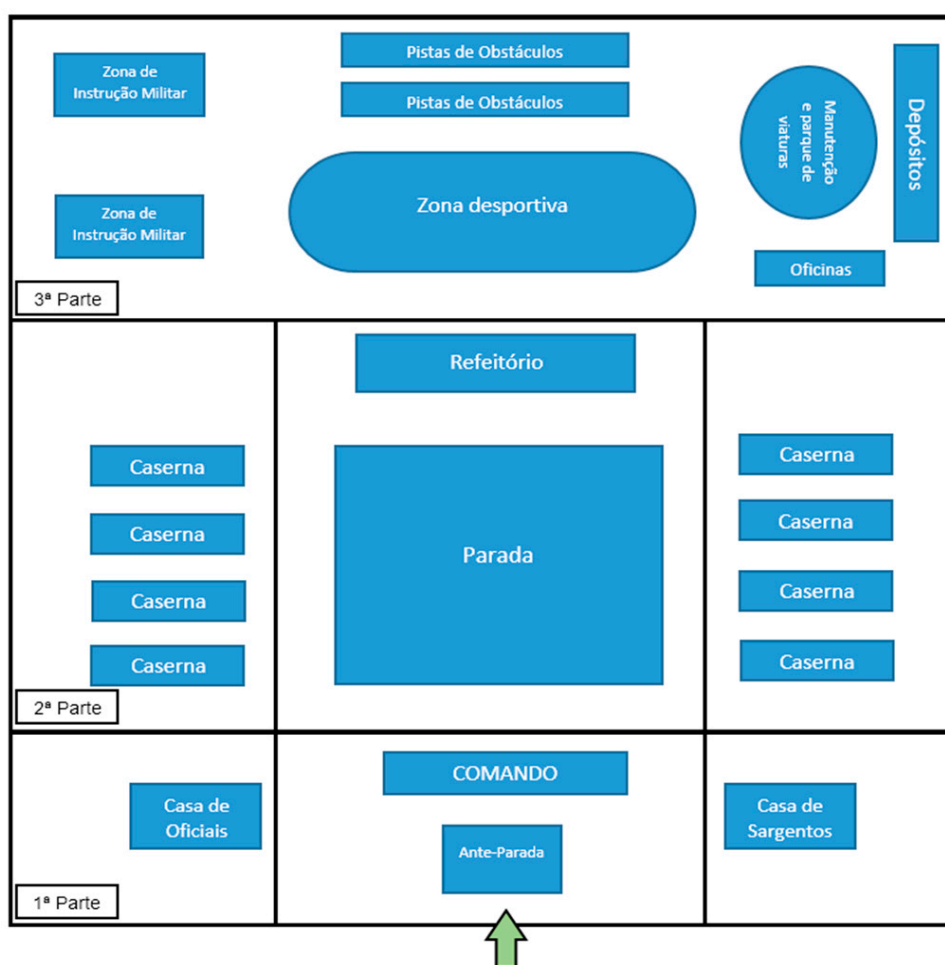 Pistas de Obstáculos
Zona de
Instrução Militar
Pistas de Obstáculos
Manutenção
e parque de
viaturas
Depósitos
Zona desportiva
Zona de
Instrução Militar
Oficinas
3ª Parte
Refeitório
Caserna
Caserna
Caserna
Caserna
Parada
Caserna
Caserna
Caserna
Caserna
2ª Parte
COMANDO
Casa de
Oficiais
Ante-Parada
Casa de
Sargentos
1ª Parte